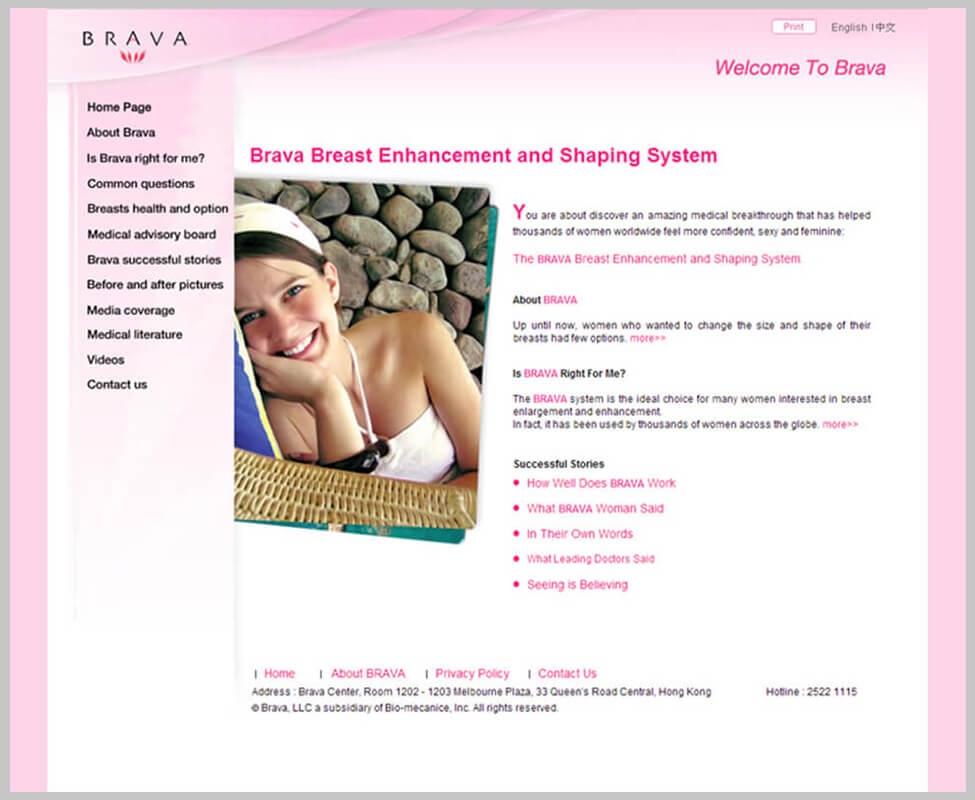 BRAVA
Print
English | 中文
Welcome To Brava
Home Page
About Brava
Is Brava right for me?
Common questions
Breasts health and option
Medical advisory board
Brava successful stories
Before and after pictures
Media coverage
Medical literature
Videos
Contact us
Brava Breast Enhancement and Shaping System
You are about discover an amazing medical breakthrough that has helped
thousands of women worldwide feel more confident, sexy and feminine:
The BRAVA Breast Enhancement and Shaping System
About BRAVA
Up until now, women who wanted to change the size and shape of their
breasts had few options. more>>
Is BRAVA Right For Me?
The BRAVA system is the ideal choice for many women interested in breast
enlargement and enhancement.
In fact, it has been used by thousands of women across the globe. more>>
Successful Stories
How Well Does BRAVA Work
What BRAVA Woman Said
In Their Own Words
What Leading Doctors Said
Seeing is Believing
| Home | About BRAVA | Privacy Policy | Contact Us
Address : Brava Center, Room 1202 - 1203 Melbourne Plaza, 33 Queen's Road Central, Hong Kong Hotline : 2522 1115
© Brava, LLC a subsidiary of Bio-mecanice, Inc. All rights reserved.